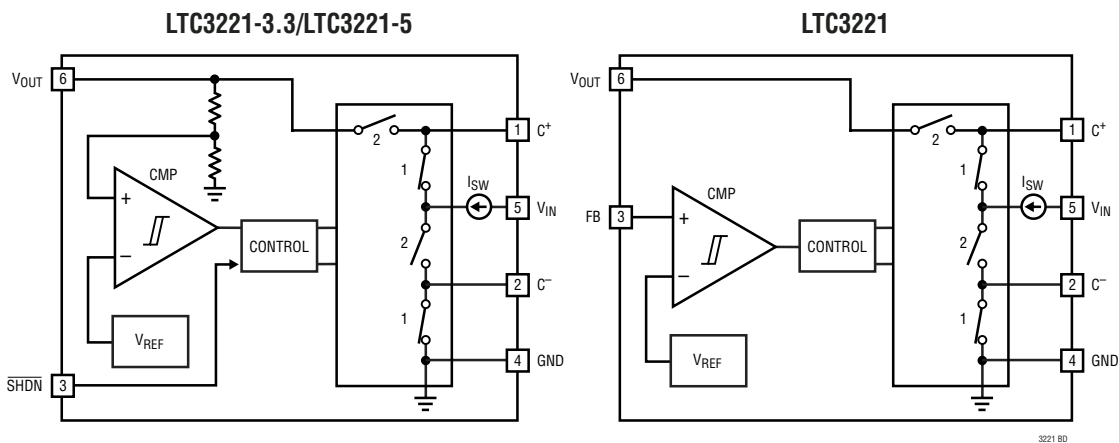 LTC3221-3.3/LTC3221-5
VOUT
6
1
C+
2
1
CMP
ISW
5
VIN
+
CONTROL
2
–
2
C–
1
VREF
4
GND
SHDN
3
LTC3221
VOUT
6
1
C+
2
1
CMP
ISW
5
VIN
FB
3
+
CONTROL
2
–
2
C–
1
VREF
4
GND
3221 BD